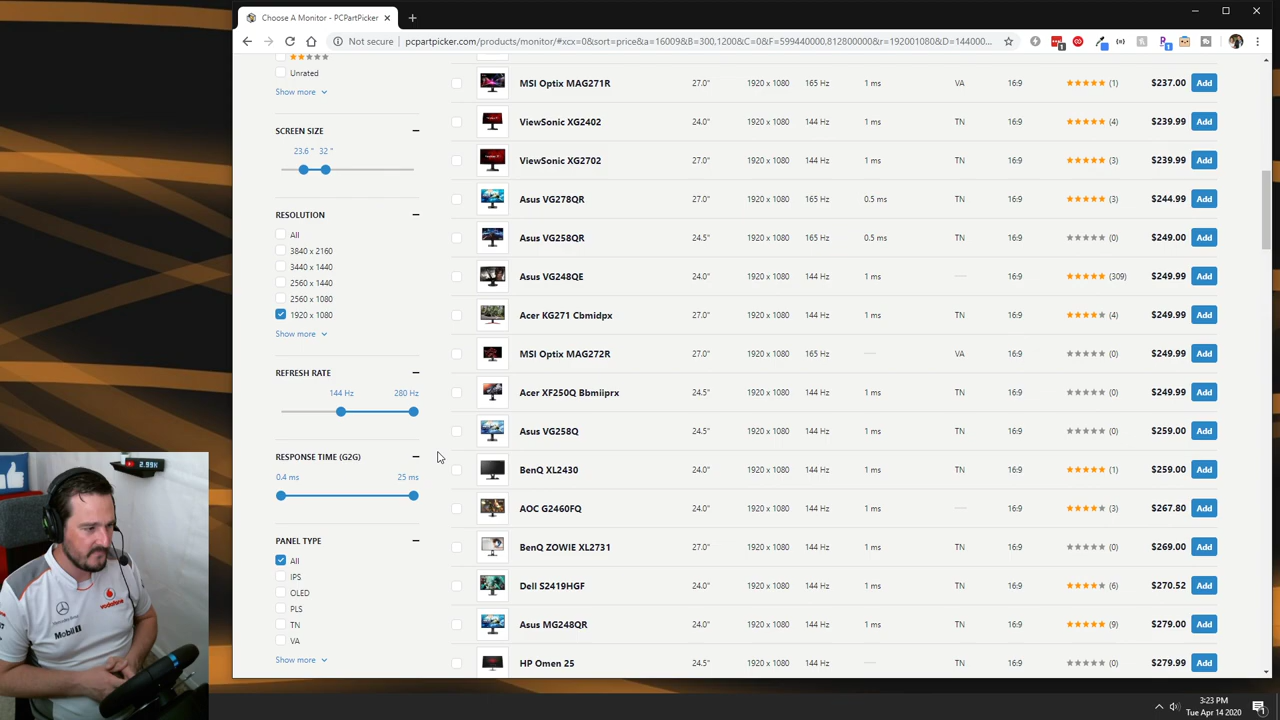 Choose A Monitor - PCPartPicker
Not secure | pcpartpicker.com/products/monitor/#xcx=0&sort=price&a=16009&B=
Unrated
Show more
SCREEN SIZE
23.6 " 32 "
RESOLUTION
All
3840 x 2160
3440 x 1440
2560 x 1440
2560 x 1080
1920 x 1080
Show more
REFRESH RATE
144 Hz 280 Hz
RESPONSE TIME (G2G)
0.4 ms 25 ms
PANEL TYPE
All
IPS
OLED
PLS
TN
VA
Show more
MSI Optix MAG271R 27.0" 1920 x 1080 165 Hz 1 ms VA 16:9 (1) $237.00 Add
ViewSonic XG2402 24.0" 1920 x 1080 144 Hz 1 ms TN 16:9 (4) $239.99 Add
ViewSonic XG2702 27.0" 1920 x 1080 144 Hz 1 ms TN 16:9 (3) $239.99 Add
Asus VG278QR 27.0" 1920 x 1080 165 Hz 0.5 ms TN 16:9 (3) $244.99 Add
Asus VG258QR 24.5" 1920 x 1080 165 Hz 0.5 ms TN 16:9 (0) $249.00 Add
Asus VG248QE 24.0" 1920 x 1080 144 Hz 1 ms 16:9 (309) $249.99 Add
Acer KG271 Cbmidpx 27.0" 1920 x 1080 144 Hz 1 ms TN 16:9 (4) $249.99 Add
MSI Optix MAG272R 27.0" 1920 x 1080 165 Hz VA 16:9 (0) $249.99 Add
Acer XF250Q Bbmiiprx 24.5" 1920 x 1080 144 Hz 1 ms TN 16:9 (0) $249.99 Add
Asus VG258Q 24.5" 1920 x 1080 144 Hz 1 ms TN 16:9 (0) $259.00 Add
BenQ XL2430 24.0" 1920 x 1080 144 Hz 1 ms TN 16:9 (1) $259.00 Add
AOC G2460FQ 24.0" 1920 x 1080 144 Hz 1 ms 16:9 (3) Add
BenQ ZOWIE XL2731 27.0" 1920 x 1080 144 Hz 1 ms TN 16:9 (0) $269.00 Add
Dell S2419HGF 24.0" 1920 x 1080 144 Hz 1 ms TN 16:9 (6) $270.52 Add
Asus MG248QR 24.0" 1920 x 1080 144 Hz 1 ms TN 16:9 (9) $279.00 Add
HP Omen 25 24.5" 1920 x 1080 144 Hz TN 16:9 (0) Add
2.99K
vodafone
Mobil 1
3:23 PM
Tue Apr 14 2020